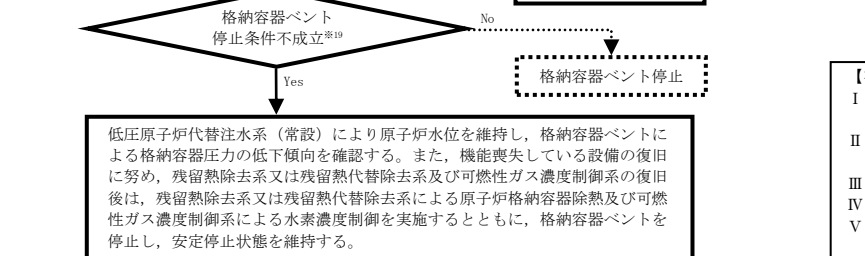 格納容器ベント
停止条件不成立※19
No
格納容器ベント停止
Yes
低圧原子炉代替注水系（常設）により原子炉水位を維持し，格納容器ベントに
よる格納容器圧力の低下傾向を確認する。また，機能喪失している設備の復旧
に努め，残留熱除去系又は残留熱代替除去系及び可燃性ガス濃度制御系の復旧
後は，残留熱除去系又は残留熱代替除去系による原子炉格納容器除熱及び可燃
性ガス濃度制御系による水素濃度制御を実施するとともに，格納容器ベントを
停止し，安定停止状態を維持する。
【
Ⅰ
Ⅱ
Ⅲ
Ⅳ
Ⅴ